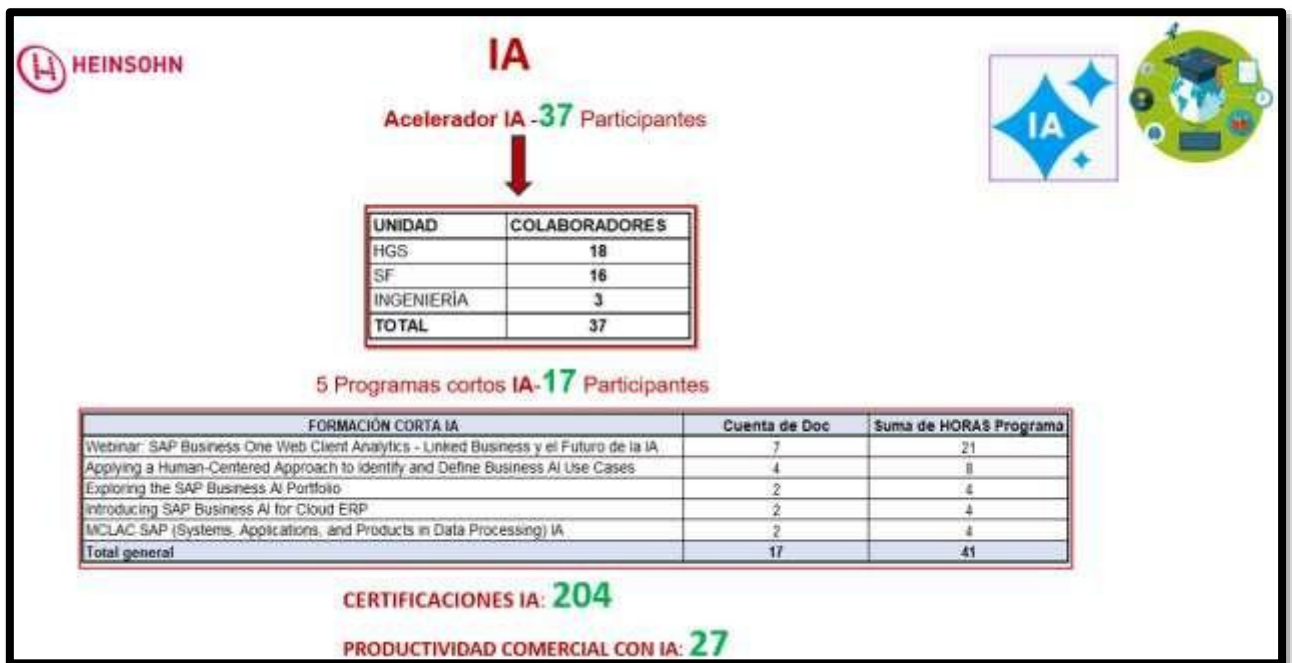 HEINSOHN
IA
Acelerador IA -37 Participantes
IA
UNIDAD COLABORADORES
HGS 18
SF 16
INGENIERÌA 3
TOTAL 37
5 Programas cortos IA-17 Participantes
FORMACIÓN CORTA IA Cuenta de Doc Suma de HORAS Programa
Webinar: SAP Business One Web Client Analytics - Linked Business y el Futuro de la IA 7 21
Applying a Human-Centered Approach to Identify and Define Business AI Use Cases 4 8
Exploring the SAP Business AI Portfolio 2 4
Introducing SAP Business AI for Cloud ERP 2 4
MCLAC SAP (Systems, Applications, and Products in Data Processing) IA 2 4
Total general 17 41
CERTIFICACIONES IA: 204
PRODUCTIVIDAD COMERCIAL CON IA: 27